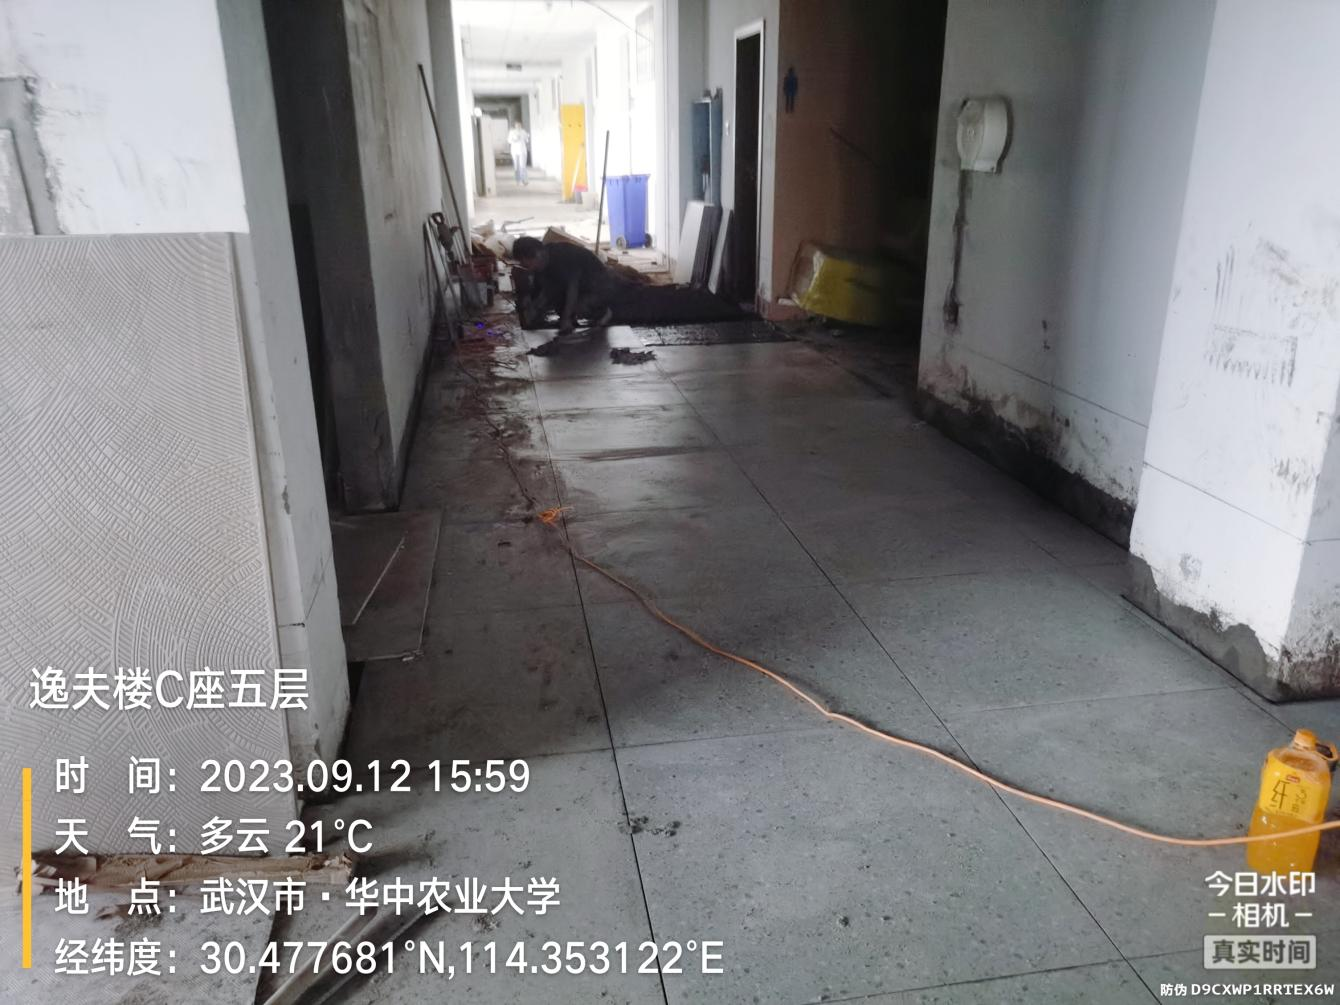 逸夫楼C座五层
时 间：2023.09.12 15:59
天 气：多云 21℃
地 点：武汉市·华中农业大学
经纬度：30.477681°N,114.353122°E
今日水印
-相机-
真实时间
防伪 D9CXWP1RRTEX6W